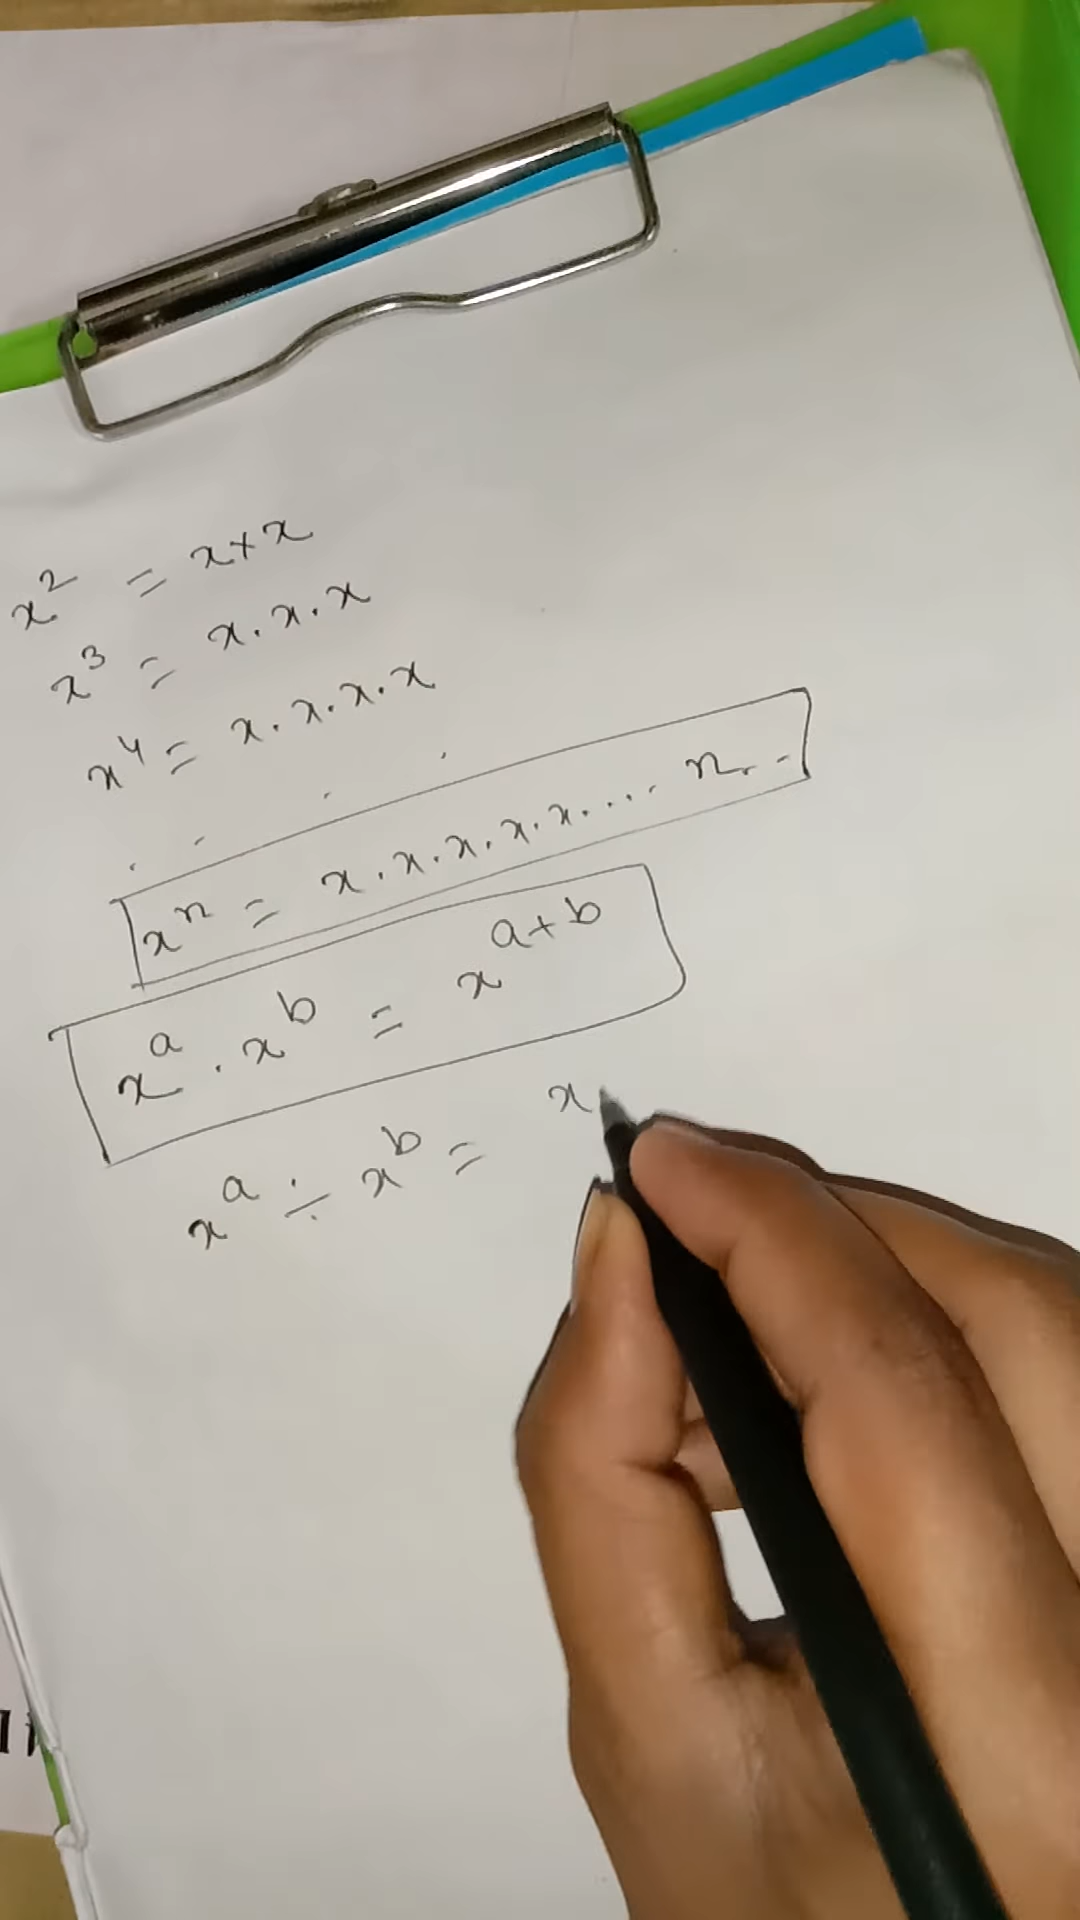 x² = x×x
x³ = x.x.x
x⁴ = x.x.x.x
xⁿ = x.x.x.x.x.... n. -
xᵃ . xᵇ = xᵃ⁺ᵇ
xᵃ ÷ xᵇ = x